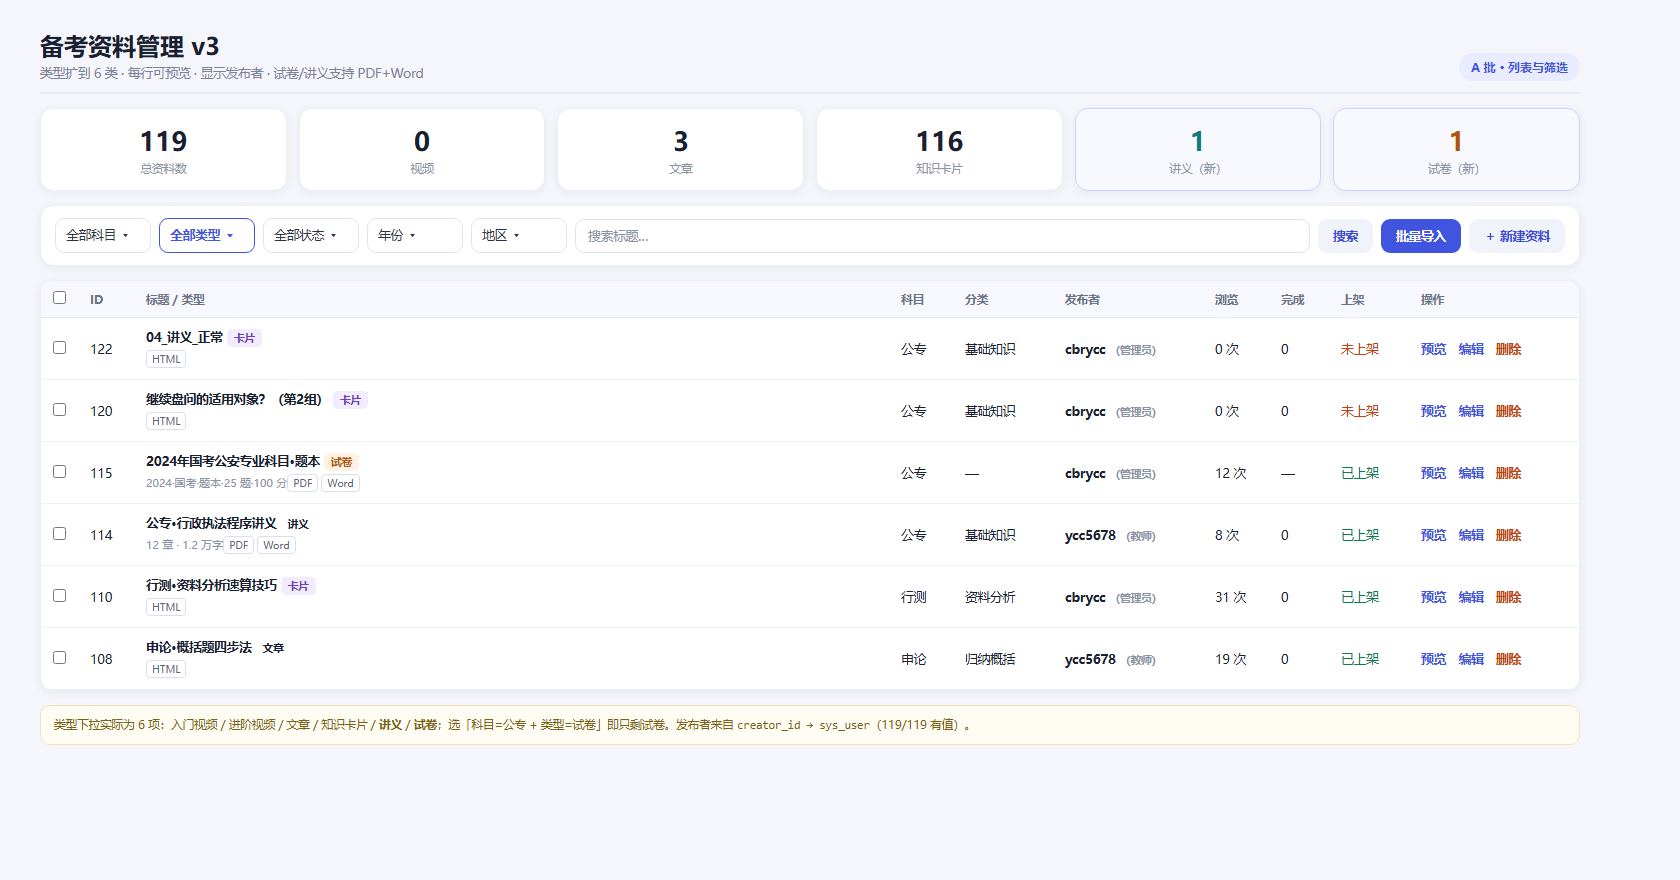 备考资料管理 v3
类型扩到 6 类 · 每行可预览 · 显示发布者 · 试卷/讲义支持 PDF+Word
A 批 • 列表与筛选
119
总资料数
0
视频
3
文章
116
知识卡片
1
讲义（新）
1
试卷（新）
全部科目 全部类型 全部状态 年份 地区 搜索标题... 搜索 批量导入 + 新建资料
ID 标题 / 类型 科目 分类 发布者 浏览 完成 上架 操作
04_讲义_正常 卡片
122 HTML 公专 基础知识 cbrycc (管理员) 0 次 0 未上架 预览 编辑 删除
继续盘问的适用对象？（第2组） 卡片
120 HTML 公专 基础知识 cbrycc (管理员) 0 次 0 未上架 预览 编辑 删除
2024年国考公安专业科目•题本 试卷
115 2024·国考·题本·25 题·100 分 PDF Word 公专 — cbrycc (管理员) 12 次 — 已上架 预览 编辑 删除
公专•行政执法程序讲义 讲义
114 12 章 · 1.2 万字 PDF Word 公专 基础知识 ycc5678 (教师) 8 次 0 已上架 预览 编辑 删除
行测•资料分析速算技巧 卡片
110 HTML 行测 资料分析 cbrycc (管理员) 31 次 0 已上架 预览 编辑 删除
申论•概括题四步法 文章
108 HTML 申论 归纳概括 ycc5678 (教师) 19 次 0 已上架 预览 编辑 删除
类型下拉实际为 6 项：入门视频 / 进阶视频 / 文章 / 知识卡片 / 讲义 / 试卷；选「科目=公专 + 类型=试卷」即只剩试卷。发布者来自 creator_id → sys_user（119/119 有值）。